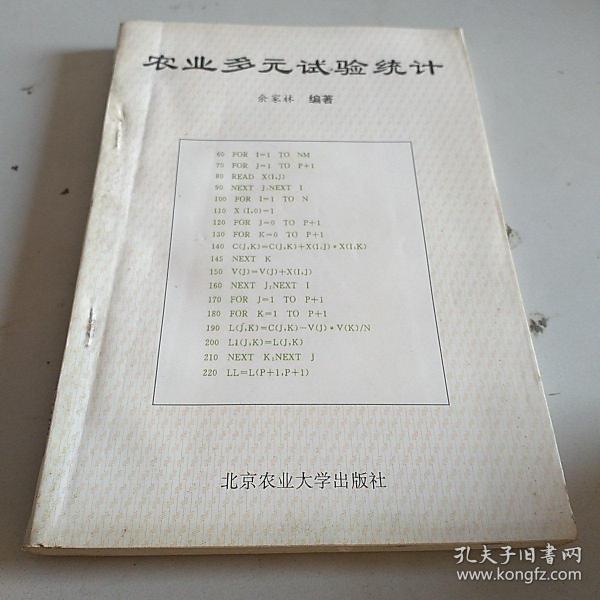 农业多元试验统计
余家林 编著
60 FOR I=1 TO NM
70 FOR J=1 TO P+1
80 READ X(I,J)
90 NEXT J:NEXT I
100 FOR I=1 TO N
110 X(I,0)=1
120 FOR J=0 TO P+1
130 FOR K=0 TO P+1
140 C(J,K)=C(J,K)+X(I,J)*X(I,K)
145 NEXT K
150 V(J)=V(J)+X(I,J)
160 NEXT J:NEXT I
170 FOR J=1 TO P+1
180 FOR K=1 TO P+1
190 L(J,K)=C(J,K)-V(J)*V(K)/N
200 L1(J,K)=L(J,K)
210 NEXT K:NEXT J
220 LL=L(P+1,P+1)
北京农业大学出版社
孔夫子旧书网
www.kongfz.com